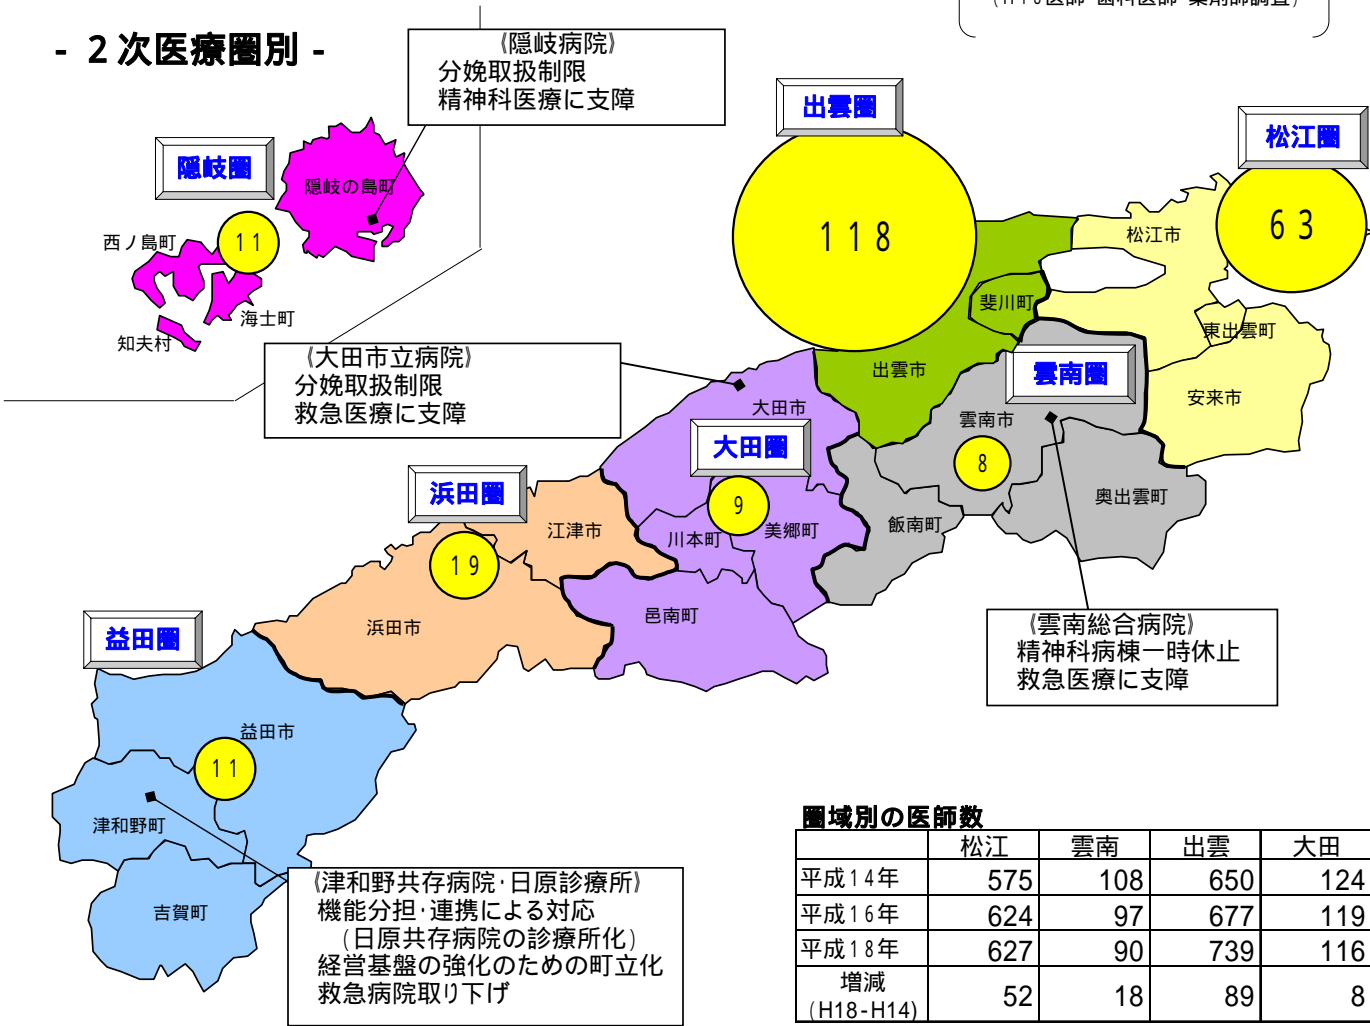 - 2次医療圏別 -
《隠岐病院》
分娩取扱制限
精神科医療に支障
隠岐圏
隠岐の島町
西ノ島町
11
海士町
知夫村
出雲圏
118
松江圏
63
松江市
斐川町
東出雲町
出雲市
安来市
《大田市立病院》
分娩取扱制限
救急医療に支障
大田市
大田圏
9
川本町
美郷町
邑南町
雲南圏
雲南市
8
奥出雲町
飯南町
浜田圏
19
江津市
浜田市
《雲南総合病院》
精神科病棟一時休止
救急医療に支障
益田圏
益田市
11
津和野町
吉賀町
《津和野共存病院・日原診療所》
機能分担・連携による対応
(日原共存病院の診療所化)
経営基盤の強化のための町立化
救急病院取り下げ
圏域別の医師数
松江 雲南 出雲 大田
平成14年 575 108 650 124
平成16年 624 97 677 119
平成18年 627 90 739 116
増減
(H18-H14) 52 18 89 8